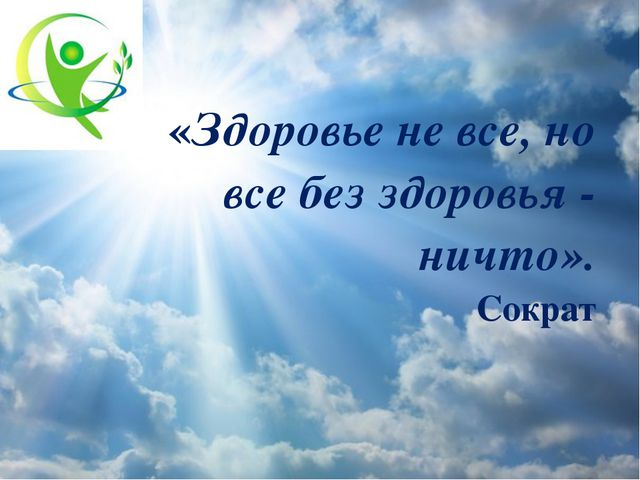 «Здоровье не все, но
все без здоровья -
ничто».
Сократ